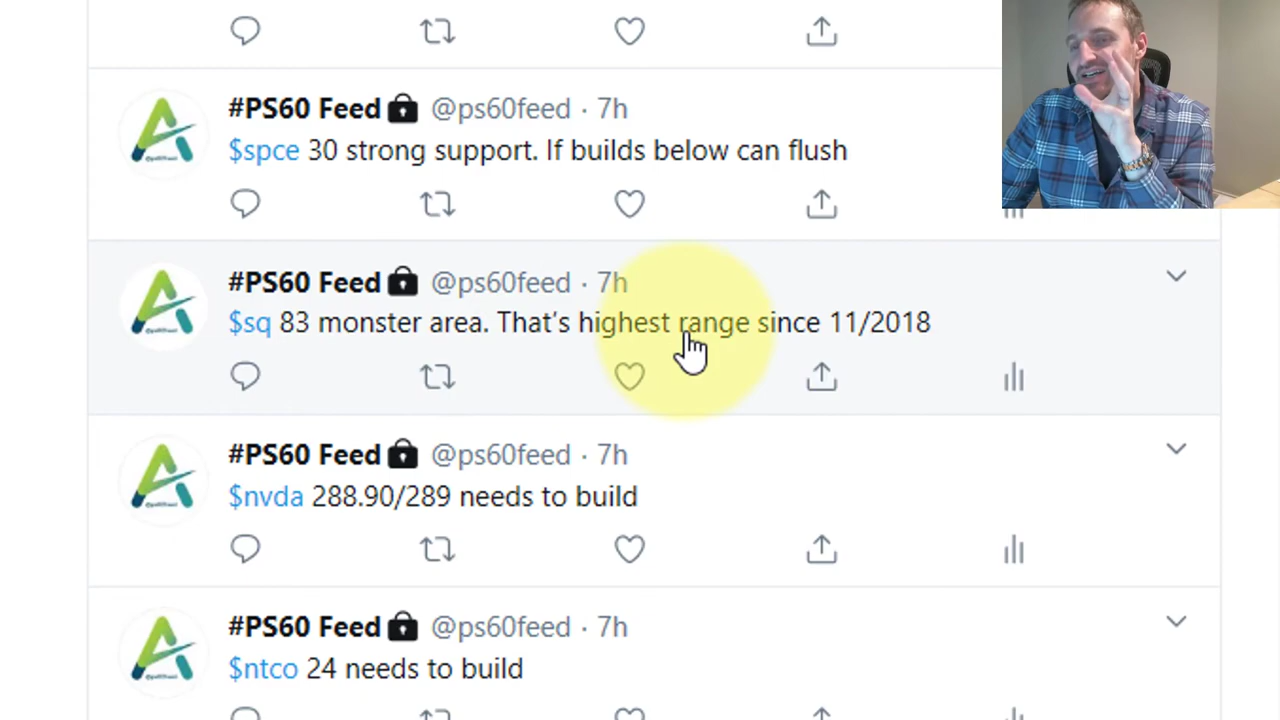 #PS60 Feed @ps60feed · 7h
$spce 30 strong support. If builds below can flush
#PS60 Feed @ps60feed · 7h
$sq 83 monster area. That's highest range since 11/2018
#PS60 Feed @ps60feed · 7h
$nvda 288.90/289 needs to build
#PS60 Feed @ps60feed · 7h
$ntco 24 needs to build